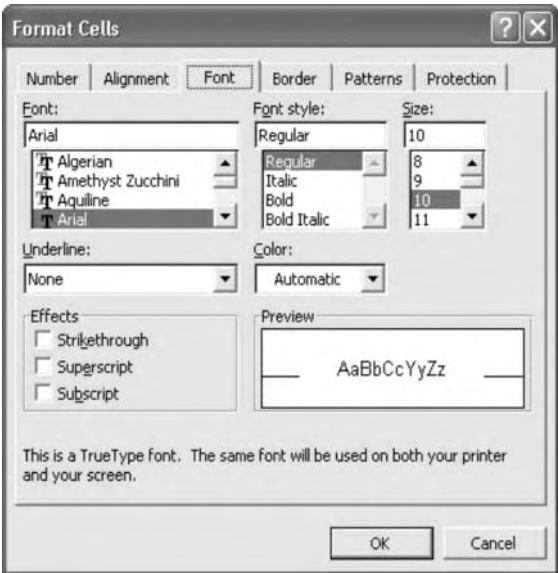 Format Cells
Number Alignment Font Border Patterns Protection
Font: Font style: Size:
Arial Regular 10
Algerian Regular 8
Amethyst Zucchini Italic 9
Aquiline Bold 10
Arial Bold Italic 11
Underline: Color:
None Automatic
Effects Preview
Strikethrough
Superscript AaBbCcYyZz
Subscript
This is a TrueType font. The same font will be used on both your printer
and your screen.
OK Cancel